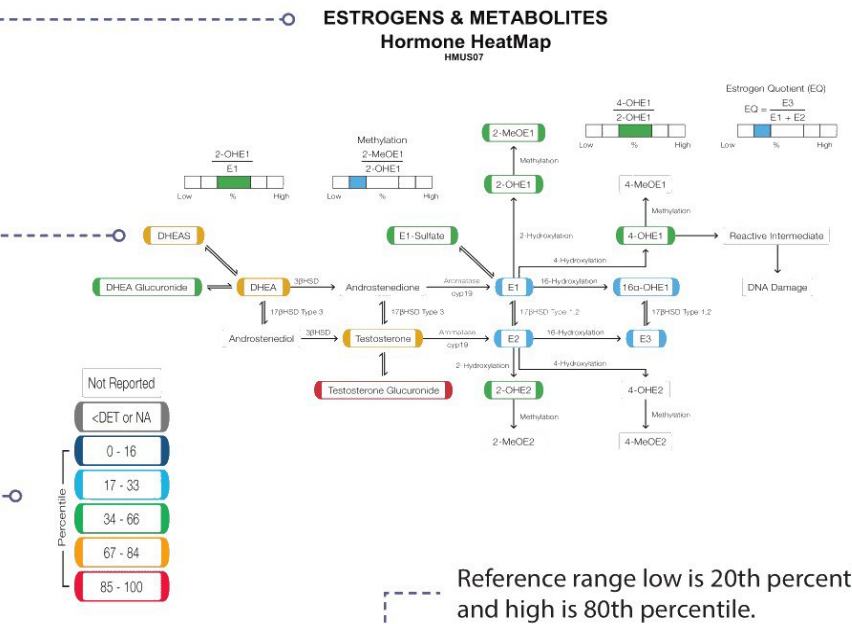 ESTROGENS & METABOLITES
Hormone HeatMap
HMUS07
Estrogen Quotient (EQ)
EQ = E3
E1 + E2
Low % High
4-OHE1
2-OHE1
Low % High
Methylation
2-MeOE1
2-OHE1
Low % High
2-OHE1
E1
Low % High
2-MeOE1
Methylation
2-OHE1
4-MeOE1
Methylation
2-Hydroxylation
DHEAS
E1-Sulfate
4-OHE1
Reactive Intermediate
4-Hydroxylation
DHEA Glucuronide
DHEA
3βHSD
Androstenedione
Aromatase
cyp19
E1
16-Hydroxylation
16α-OHE1
DNA Damage
17βHSD Type 3
17βHSD Type 3
17βHSD Type 1,2
17βHSD Type 1,2
Androstenediol
3βHSD
Testosterone
Aromatase
cyp19
E2
16-Hydroxylation
E3
2-Hydroxylation
4-Hydroxylation
Testosterone Glucuronide
2-OHE2
4-OHE2
Methylation
Methylation
2-MeOE2
4-MeOE2
Not Reported
<DET or NA
Percentile
0 - 16
17 - 33
34 - 66
67 - 84
85 - 100
Reference range low is 20th percent
and high is 80th percentile.